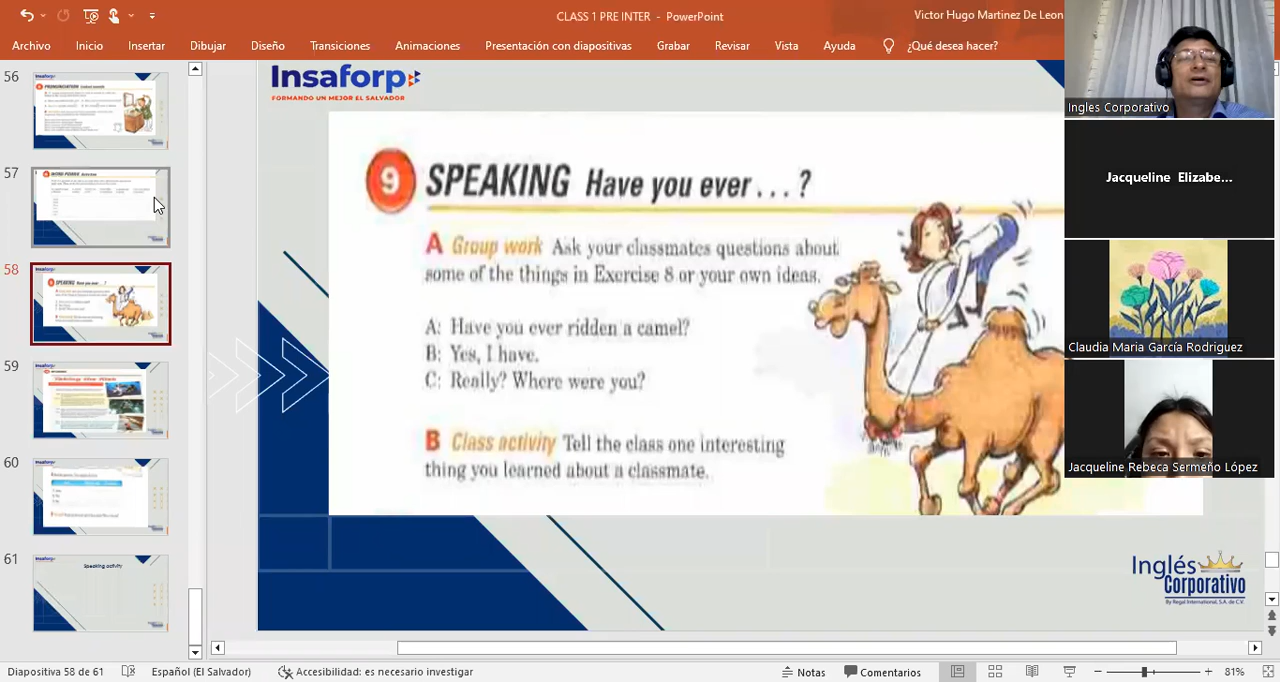 CLASS 1 PRE INTER - PowerPoint
Victor Hugo Martinez De Leon
Archivo Inicio Insertar Dibujar Diseño Transiciones Animaciones Presentación con diapositivas Grabar Revisar Vista Ayuda ¿Qué desea hacer?
Ingles Corporativo
Jacqueline Elizabe...
Claudia Maria García Rodriguez
Jacqueline Rebeca Sermeño López
56
57
58
59
60
61
Speaking activity
Insaforp
FORMANDO UN MEJOR EL SALVADOR
9 SPEAKING Have you ever...?
A Group work Ask your classmates questions about
some of the things in Exercise 8 or your own ideas.
A: Have you ever ridden a camel?
B: Yes, I have.
C: Really? Where were you?
B Class activity Tell the class one interesting
thing you learned about a classmate.
Inglés
Corporativo
By Regal International, S.A. de C.V.
Diapositiva 58 de 61 Español (El Salvador) Accesibilidad: es necesario investigar Notas Comentarios 81%